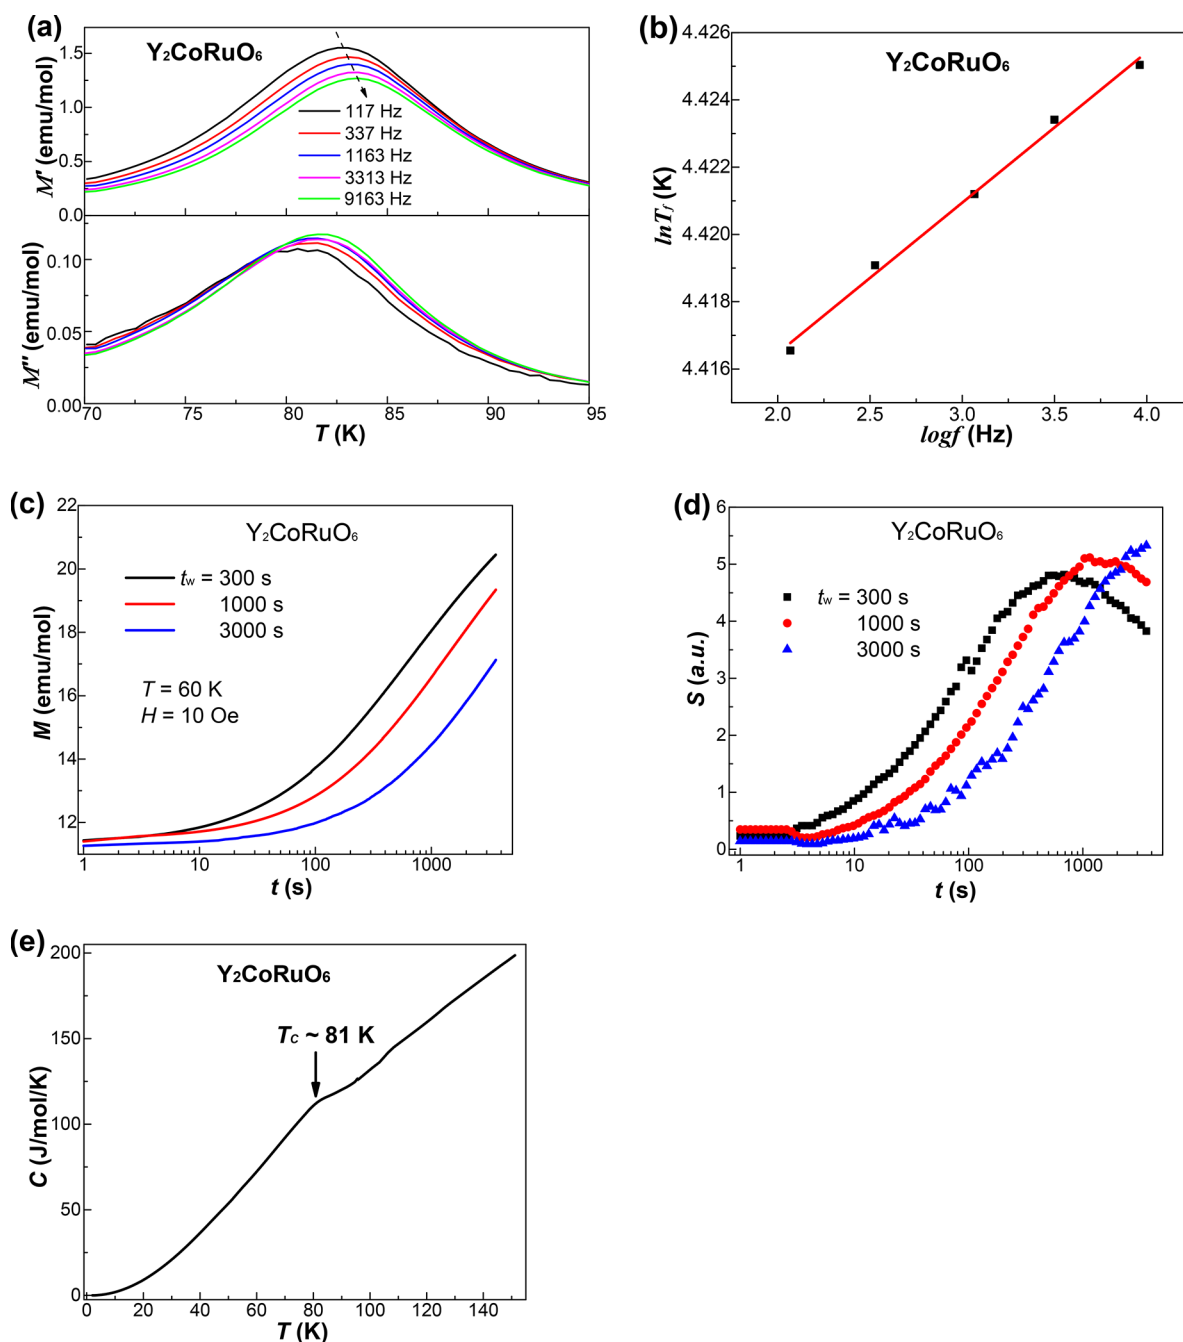 (a)
Y₂CoRuO₆
M' (emu/mol)
1.5
1.0
0.5
0.0
117 Hz
337 Hz
1163 Hz
3313 Hz
9163 Hz
M'' (emu/mol)
0.10
0.05
0.00
70 75 80 85 90 95
T (K)
(b)
Y₂CoRuO₆
lnT_f (K)
4.426
4.424
4.422
4.420
4.418
4.416
2.0 2.5 3.0 3.5 4.0
logf (Hz)
(c)
Y₂CoRuO₆
M (emu/mol)
22
20
18
16
14
12
t_w = 300 s
1000 s
3000 s
T = 60 K
H = 10 Oe
1 10 100 1000
t (s)
(d)
Y₂CoRuO₆
S (a.u.)
6
5
4
3
2
1
0
t_w = 300 s
1000 s
3000 s
1 10 100 1000
t (s)
(e)
Y₂CoRuO₆
C (J/mol/K)
200
150
100
50
0
T_C ~ 81 K
0 20 40 60 80 100 120 140
T (K)